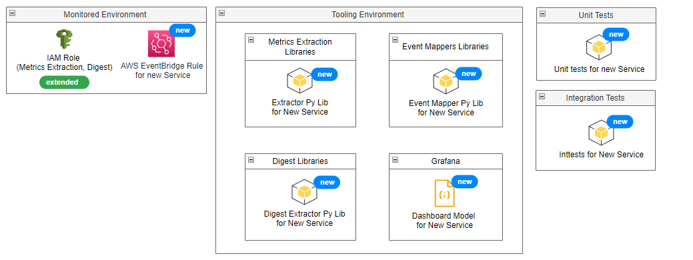 Monitored Environment
new
IAM Role
(Metrics Extraction, Digest)
extended
AWS EventBridge Rule
for new Service
Tooling Environment
Metrics Extraction
Libraries
new
Extractor Py Lib
for New Service
Event Mappers Libraries
new
Event Mapper Py Lib
for New Service
Digest Libraries
new
Digest Extractor Py Lib
for New Service
Grafana
new
Dashboard Model
for New Service
Unit Tests
new
Unit tests for new Service
Integration Tests
new
Inttests for New Service